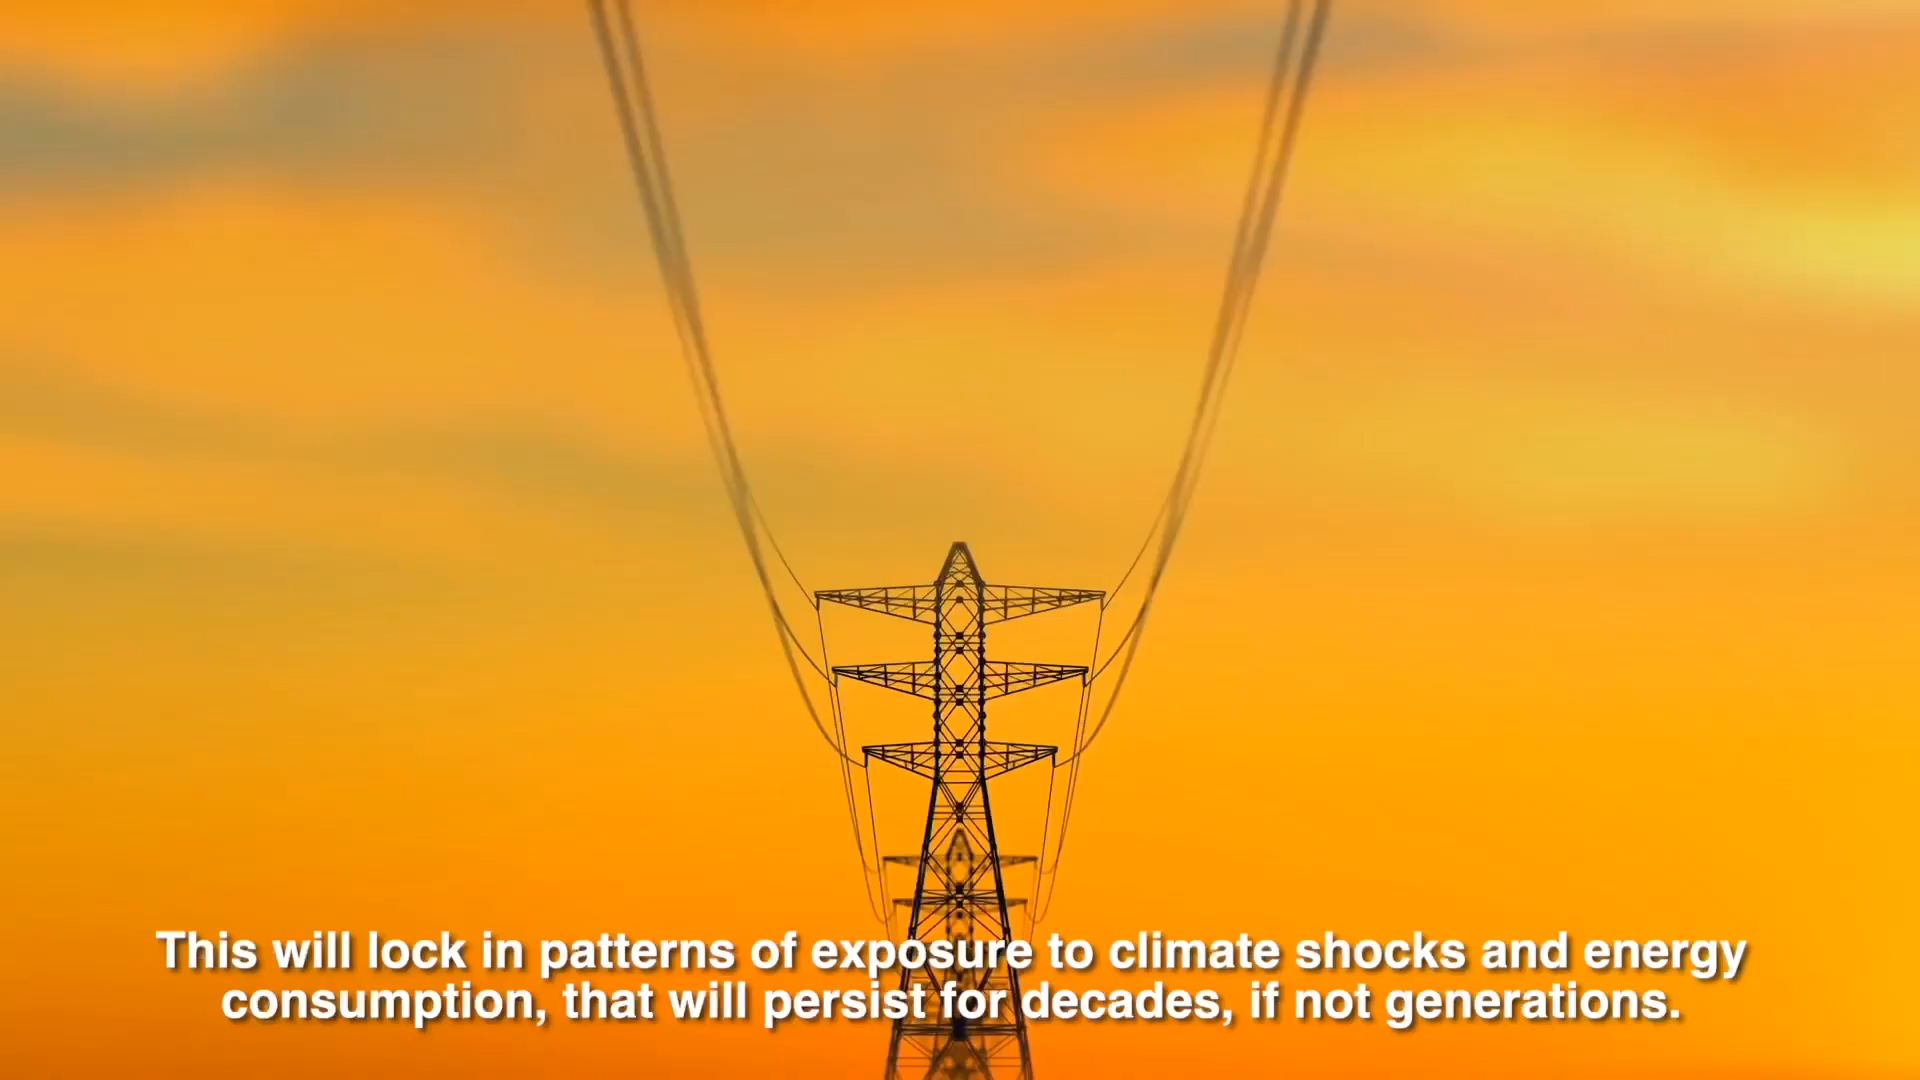 This will lock in patterns of exposure to climate shocks and energy
consumption, that will persist for decades, if not generations.